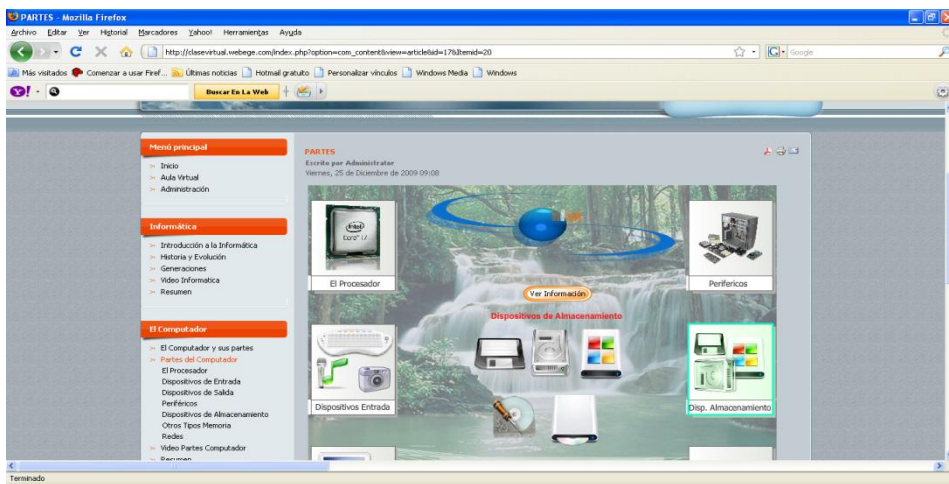 PARTES - Mozilla Firefox
Archivo Editar Ver Historial Marcadores Yahoo! Herramientas Ayuda
http://clasevirtual.webege.com/index.php?option=com_content&view=article&id=17&Itemid=20
Google
Más visitados Comenzar a usar Firef... Últimas noticias Hotmail gratuito Personalizar vínculos Windows Media Windows
Buscar En La Web
Menú principal
Inicio
Aula Virtual
Administración
Informática
Introducción a la Informática
Historia y Evolución
Generaciones
Video Informatica
Resumen
El Computador
El Computador y sus partes
Partes del Computador
El Procesador
Dispositivos de Entrada
Dispositivos de Salida
Periféricos
Dispositivos de Almacenamiento
Otros Tipos Memoria
Redes
Video Partes Computador
Resumen
PARTES
Escrito por Administrator
Viernes, 25 de Diciembre de 2009 09:08
intel
Core i7
El Procesador
Perifericos
Ver Información
Dispositivos de Almacenamiento
Dispositivos Entrada
Disp. Almacenamiento
Terminado